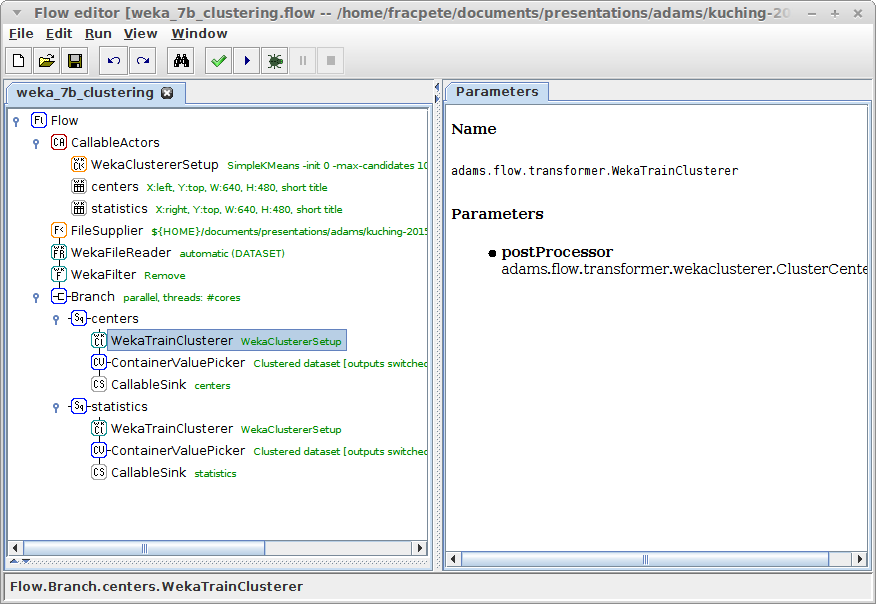 Flow editor [weka_7b_clustering.flow -- /home/fracpete/documents/presentations/adams/kuching-20
File Edit Run View Window
weka_7b_clustering
Flow
CallableActors
WekaClustererSetup SimpleKMeans -init 0 -max-candidates 10
centers X:left, Y:top, W:640, H:480, short title
statistics X:right, Y:top, W:640, H:480, short title
FileSupplier ${HOME}/documents/presentations/adams/kuching-2015
WekaFileReader automatic (DATASET)
WekaFilter Remove
Branch parallel, threads: #cores
centers
WekaTrainClusterer WekaClustererSetup
ContainerValuePicker Clustered dataset [outputs switched
CallableSink centers
statistics
WekaTrainClusterer WekaClustererSetup
ContainerValuePicker Clustered dataset [outputs switched
CallableSink statistics
Parameters
Name
adams.flow.transformer.WekaTrainClusterer
Parameters
postProcessor
adams.flow.transformer.wekaclusterer.ClusterCente
Flow.Branch.centers.WekaTrainClusterer